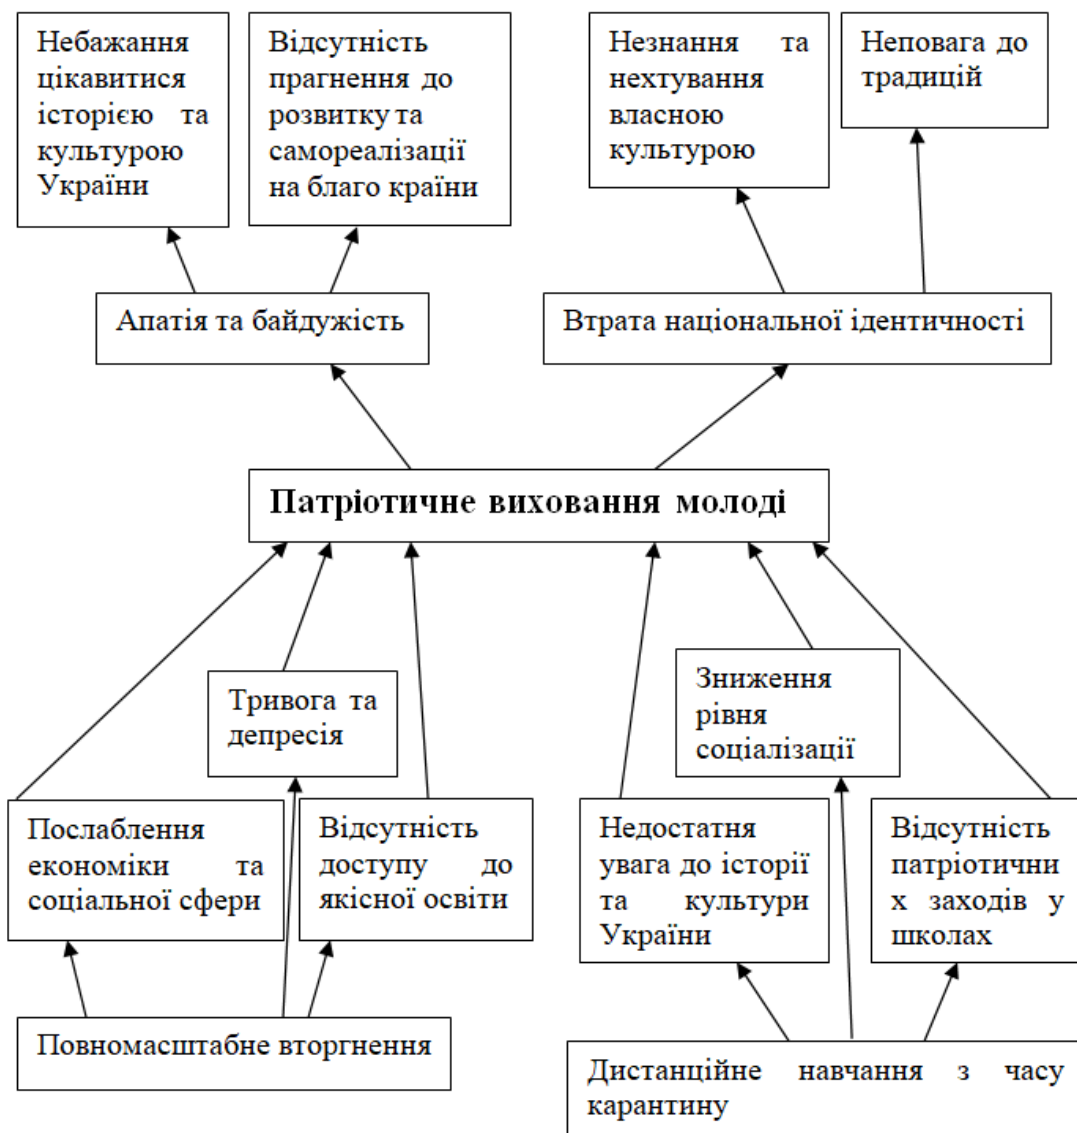 Небажання
цікавитися
історією та
культурою
України
Відсутність
прагнення до
розвитку та
самореалізації
на благо країни
Незнання та
нехтування
власною
культурою
Неповага до
традицій
Апатія та байдужість
Втрата національної ідентичності
Патріотичне виховання молоді
Тривога та
депресія
Зниження
рівня
соціалізації
Послаблення
економіки та
соціальної сфери
Відсутність
доступу до
якісної освіти
Недостатня
увага до історії
та культури
України
Відсутність
патріотични
х заходів у
школах
Повномасштабне вторгнення
Дистанційне навчання з часу
карантину